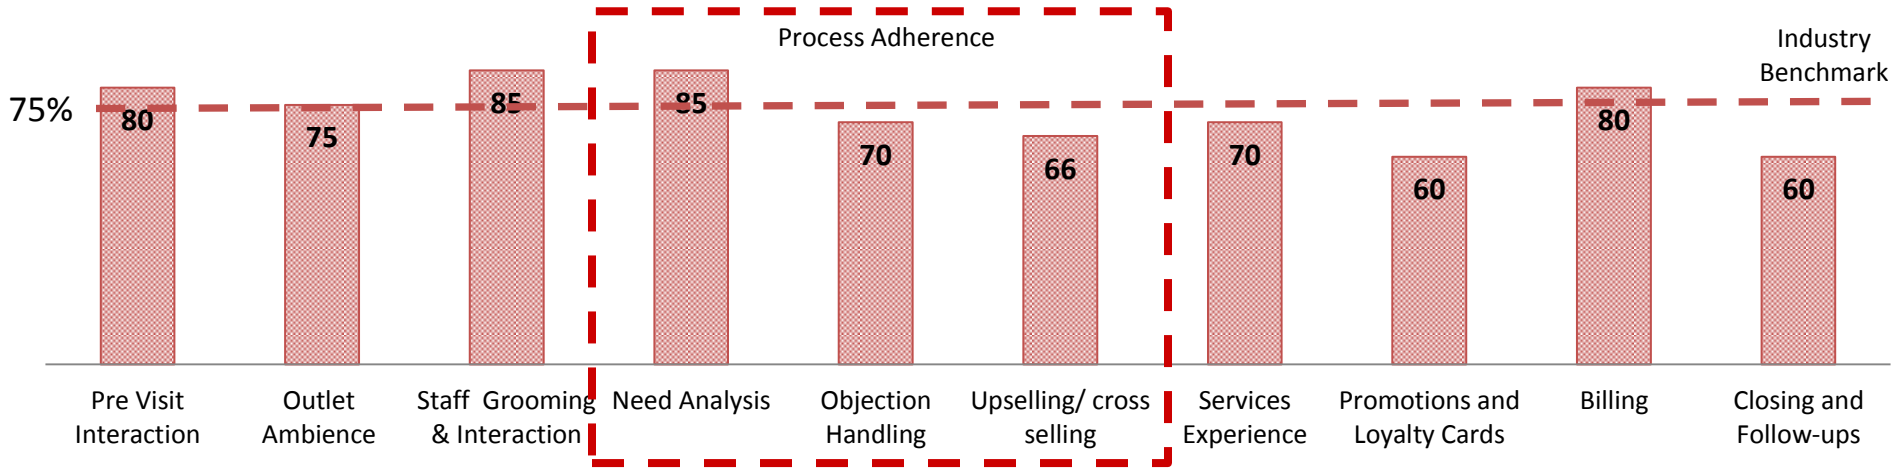 Process Adherence
Industry
Benchmark
75%
80
75
85
85
70
66
70
60
80
60
Pre Visit
Interaction
Outlet
Ambience
Staff Grooming
& Interaction
Need Analysis
Objection
Handling
Upselling/ cross
selling
Services
Experience
Promotions and
Loyalty Cards
Billing
Closing and
Follow-ups